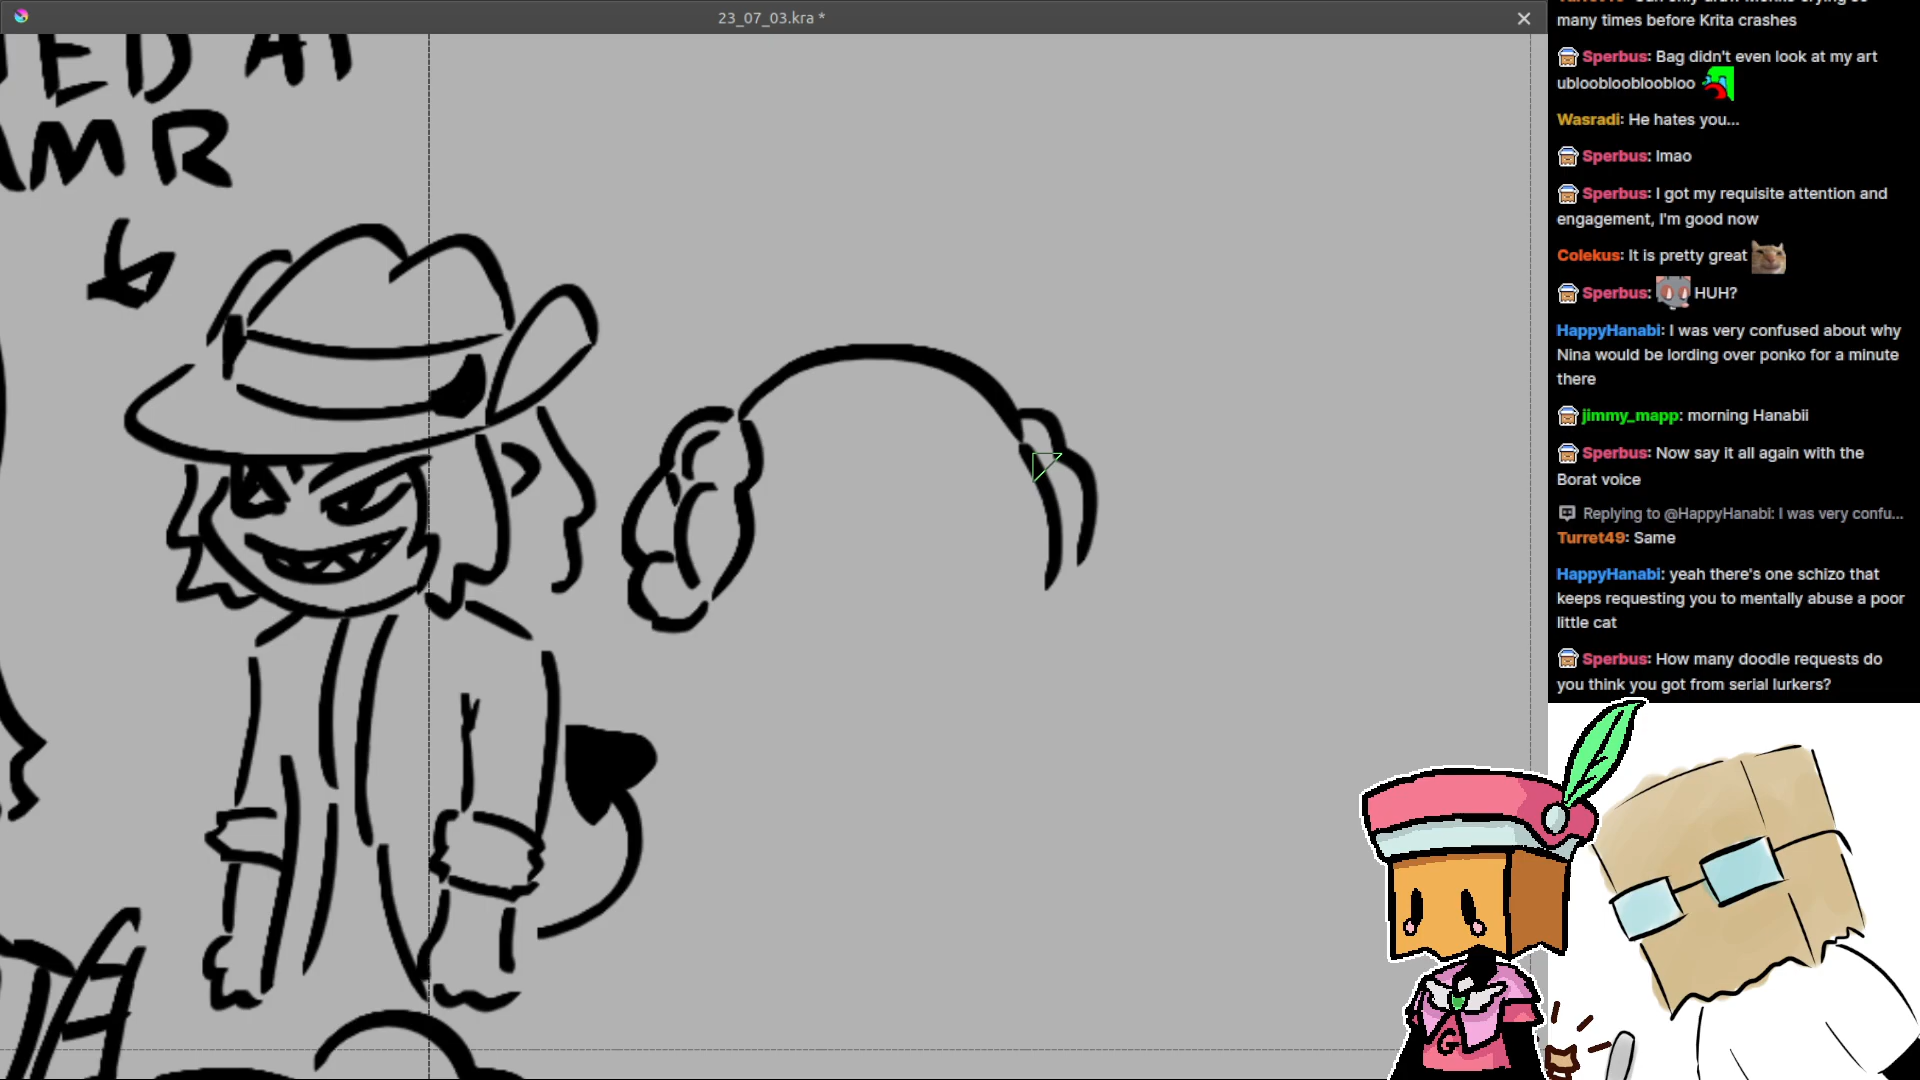 23_07_03.kra *
AMR
many times before Krita crashes
Sperbus: Bag didn't even look at my art
ubloobloobloobloo
Wasradi: He hates you...
Sperbus: lmao
Sperbus: I got my requisite attention and
engagement, I'm good now
Colekus: It is pretty great
Sperbus: HUH?
HappyHanabi: I was very confused about why
Nina would be lording over ponko for a minute
there
jimmy_mapp: morning Hanabii
Sperbus: Now say it all again with the
Borat voice
Replying to @HappyHanabi: I was very confu...
Turret49: Same
HappyHanabi: yeah there's one schizo that
keeps requesting you to mentally abuse a poor
little cat
Sperbus: How many doodle requests do
you think you got from serial lurkers?
G